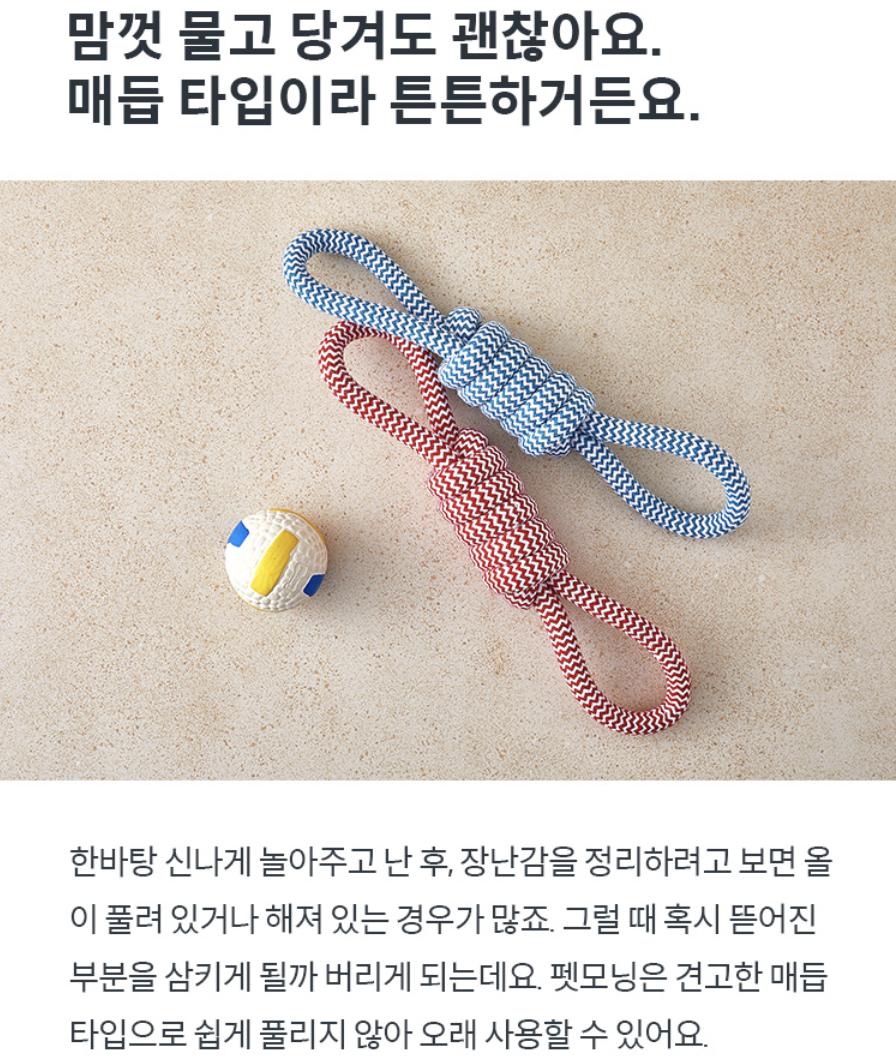 맘껏 물고 당겨도 괜찮아요.
매듭 타입이라 튼튼하거든요.
한바탕 신나게 놀아주고 난 후, 장난감을 정리하려고 보면 올
이 풀려 있거나 해져 있는 경우가 많죠. 그럴 때 혹시 뜯어진
부분을 삼키게 될까 버리게 되는데요. 펫모닝은 견고한 매듭
타입으로 쉽게 풀리지 않아 오래 사용할 수 있어요.